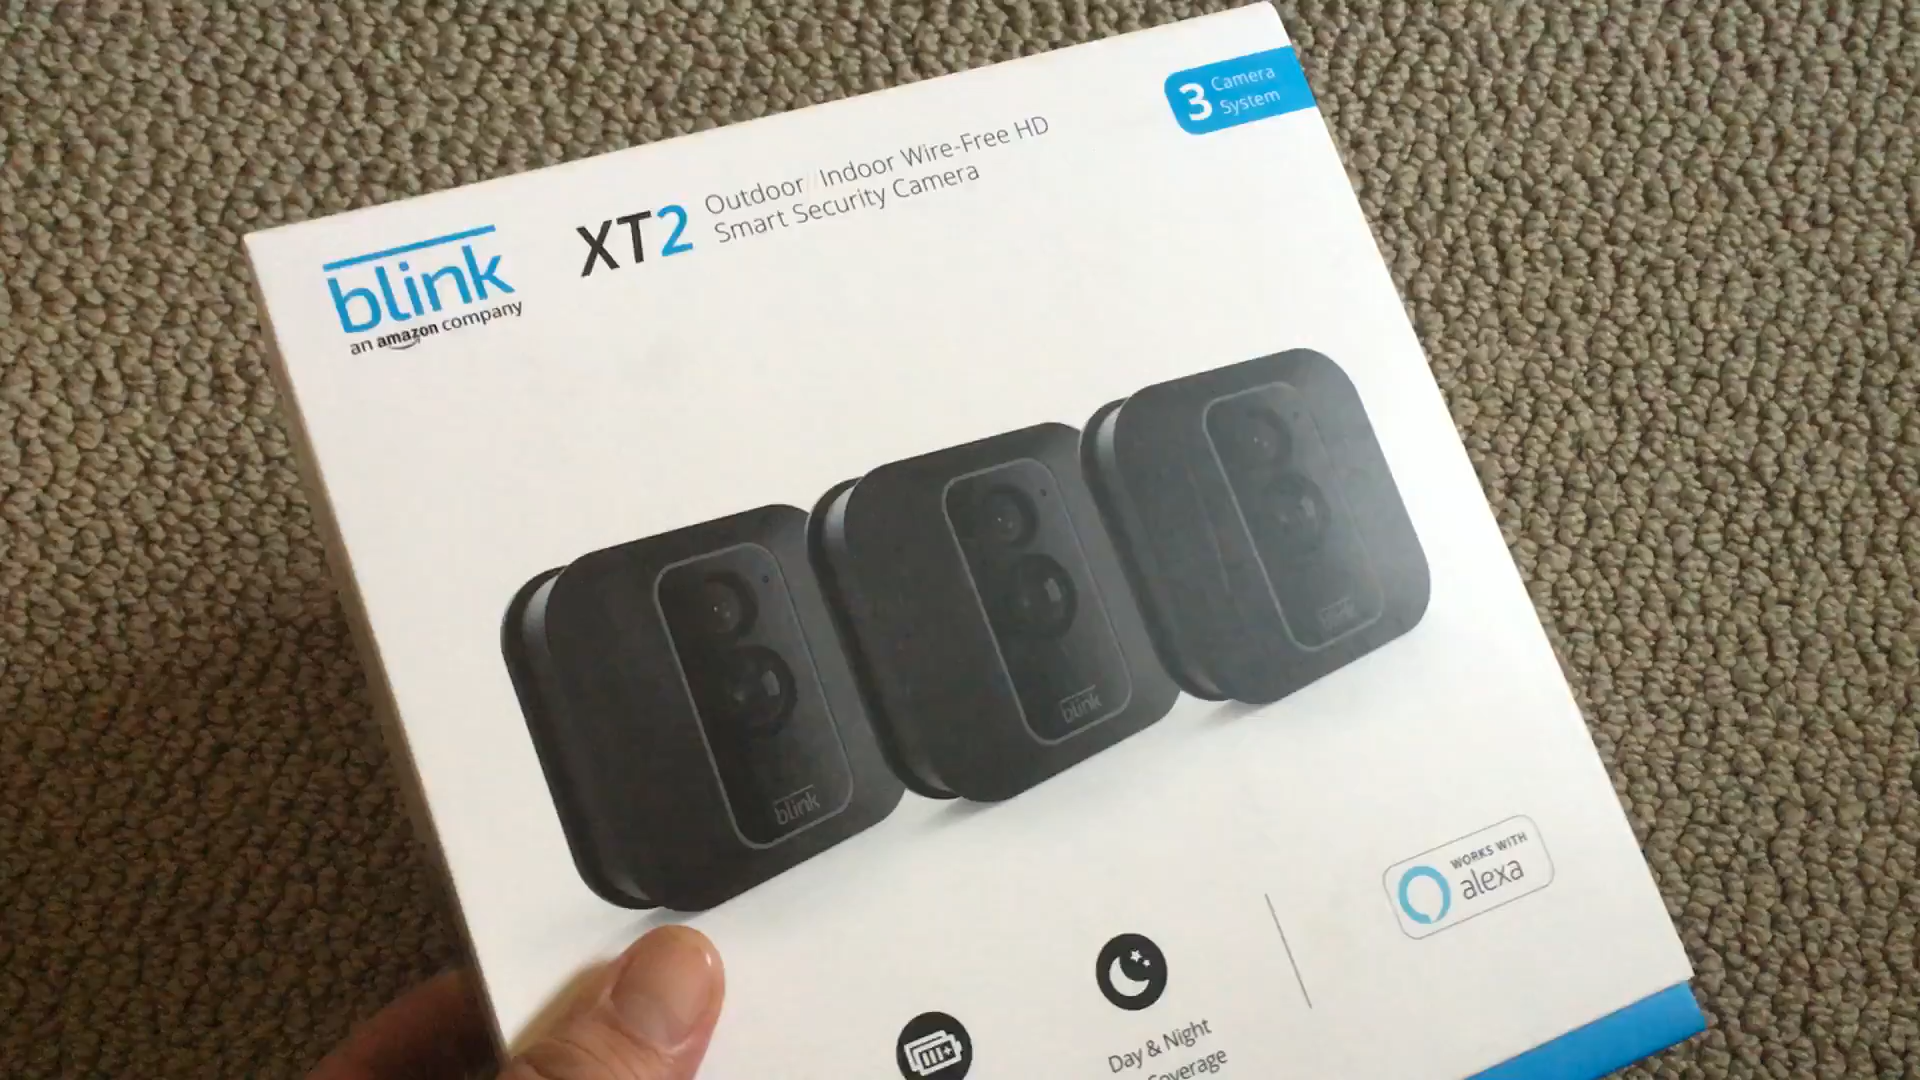 3 Camera
System
Outdoor/Indoor Wire-Free HD
XT2 Smart Security Camera
blink
an amazon company
blink
blink
blink
WORKS WITH
alexa
Day & Night
Coverage